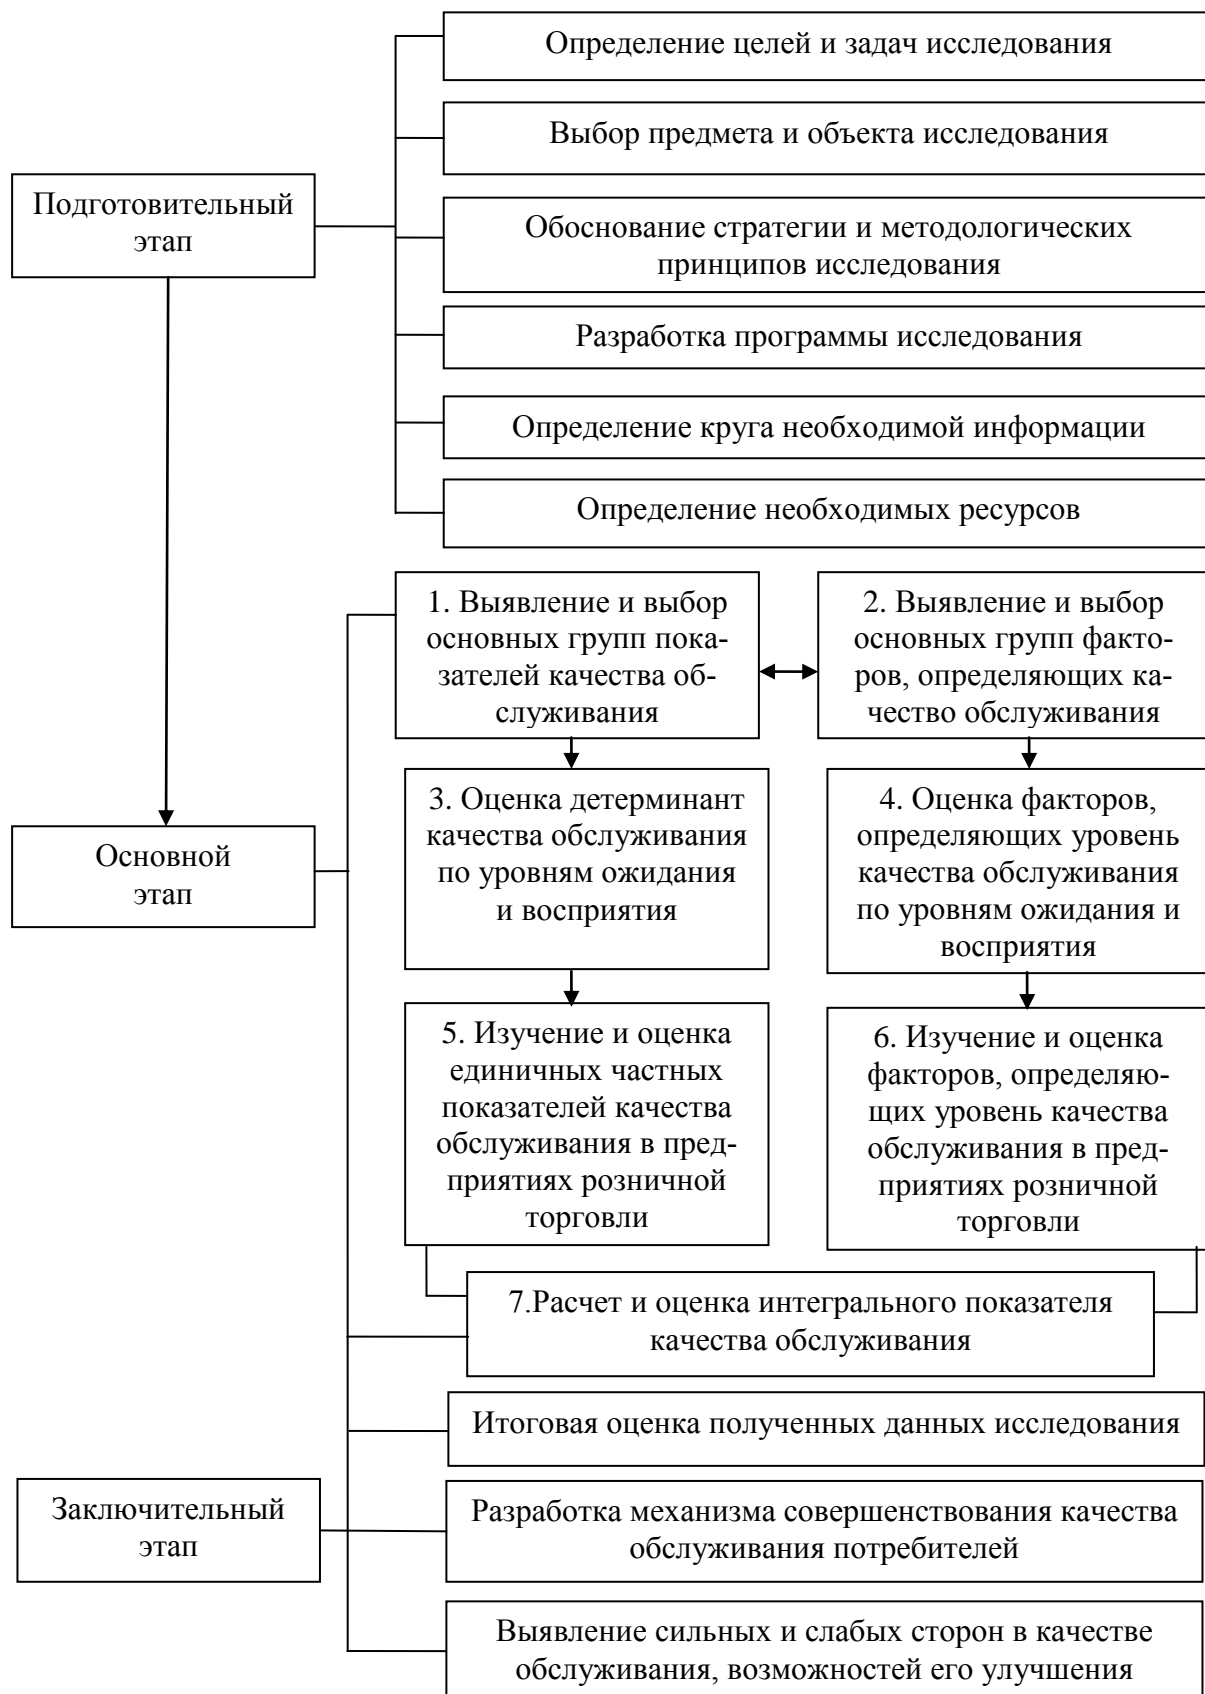 Определение целей и задач исследования
Выбор предмета и объекта исследования
Подготовительный
этап
Обоснование стратегии и методологических
принципов исследования
Разработка программы исследования
Определение круга необходимой информации
Определение необходимых ресурсов
1. Выявление и выбор
основных групп пока-
зателей качества об-
служивания
2. Выявление и выбор
основных групп факто-
ров, определяющих ка-
чество обслуживания
Основной
этап
3. Оценка детерминант
качества обслуживания
по уровням ожидания
и восприятия
4. Оценка факторов,
определяющих уровень
качества обслуживания
по уровням ожидания и
восприятия
5. Изучение и оценка
единичных частных
показателей качества
обслуживания в пред-
приятиях розничной
торговли
6. Изучение и оценка
факторов, определяю-
щих уровень качества
обслуживания в пред-
приятиях розничной
торговли
7.Расчет и оценка интегрального показателя
качества обслуживания
Итоговая оценка полученных данных исследования
Заключительный
этап
Разработка механизма совершенствования качества
обслуживания потребителей
Выявление сильных и слабых сторон в качестве
обслуживания, возможностей его улучшения